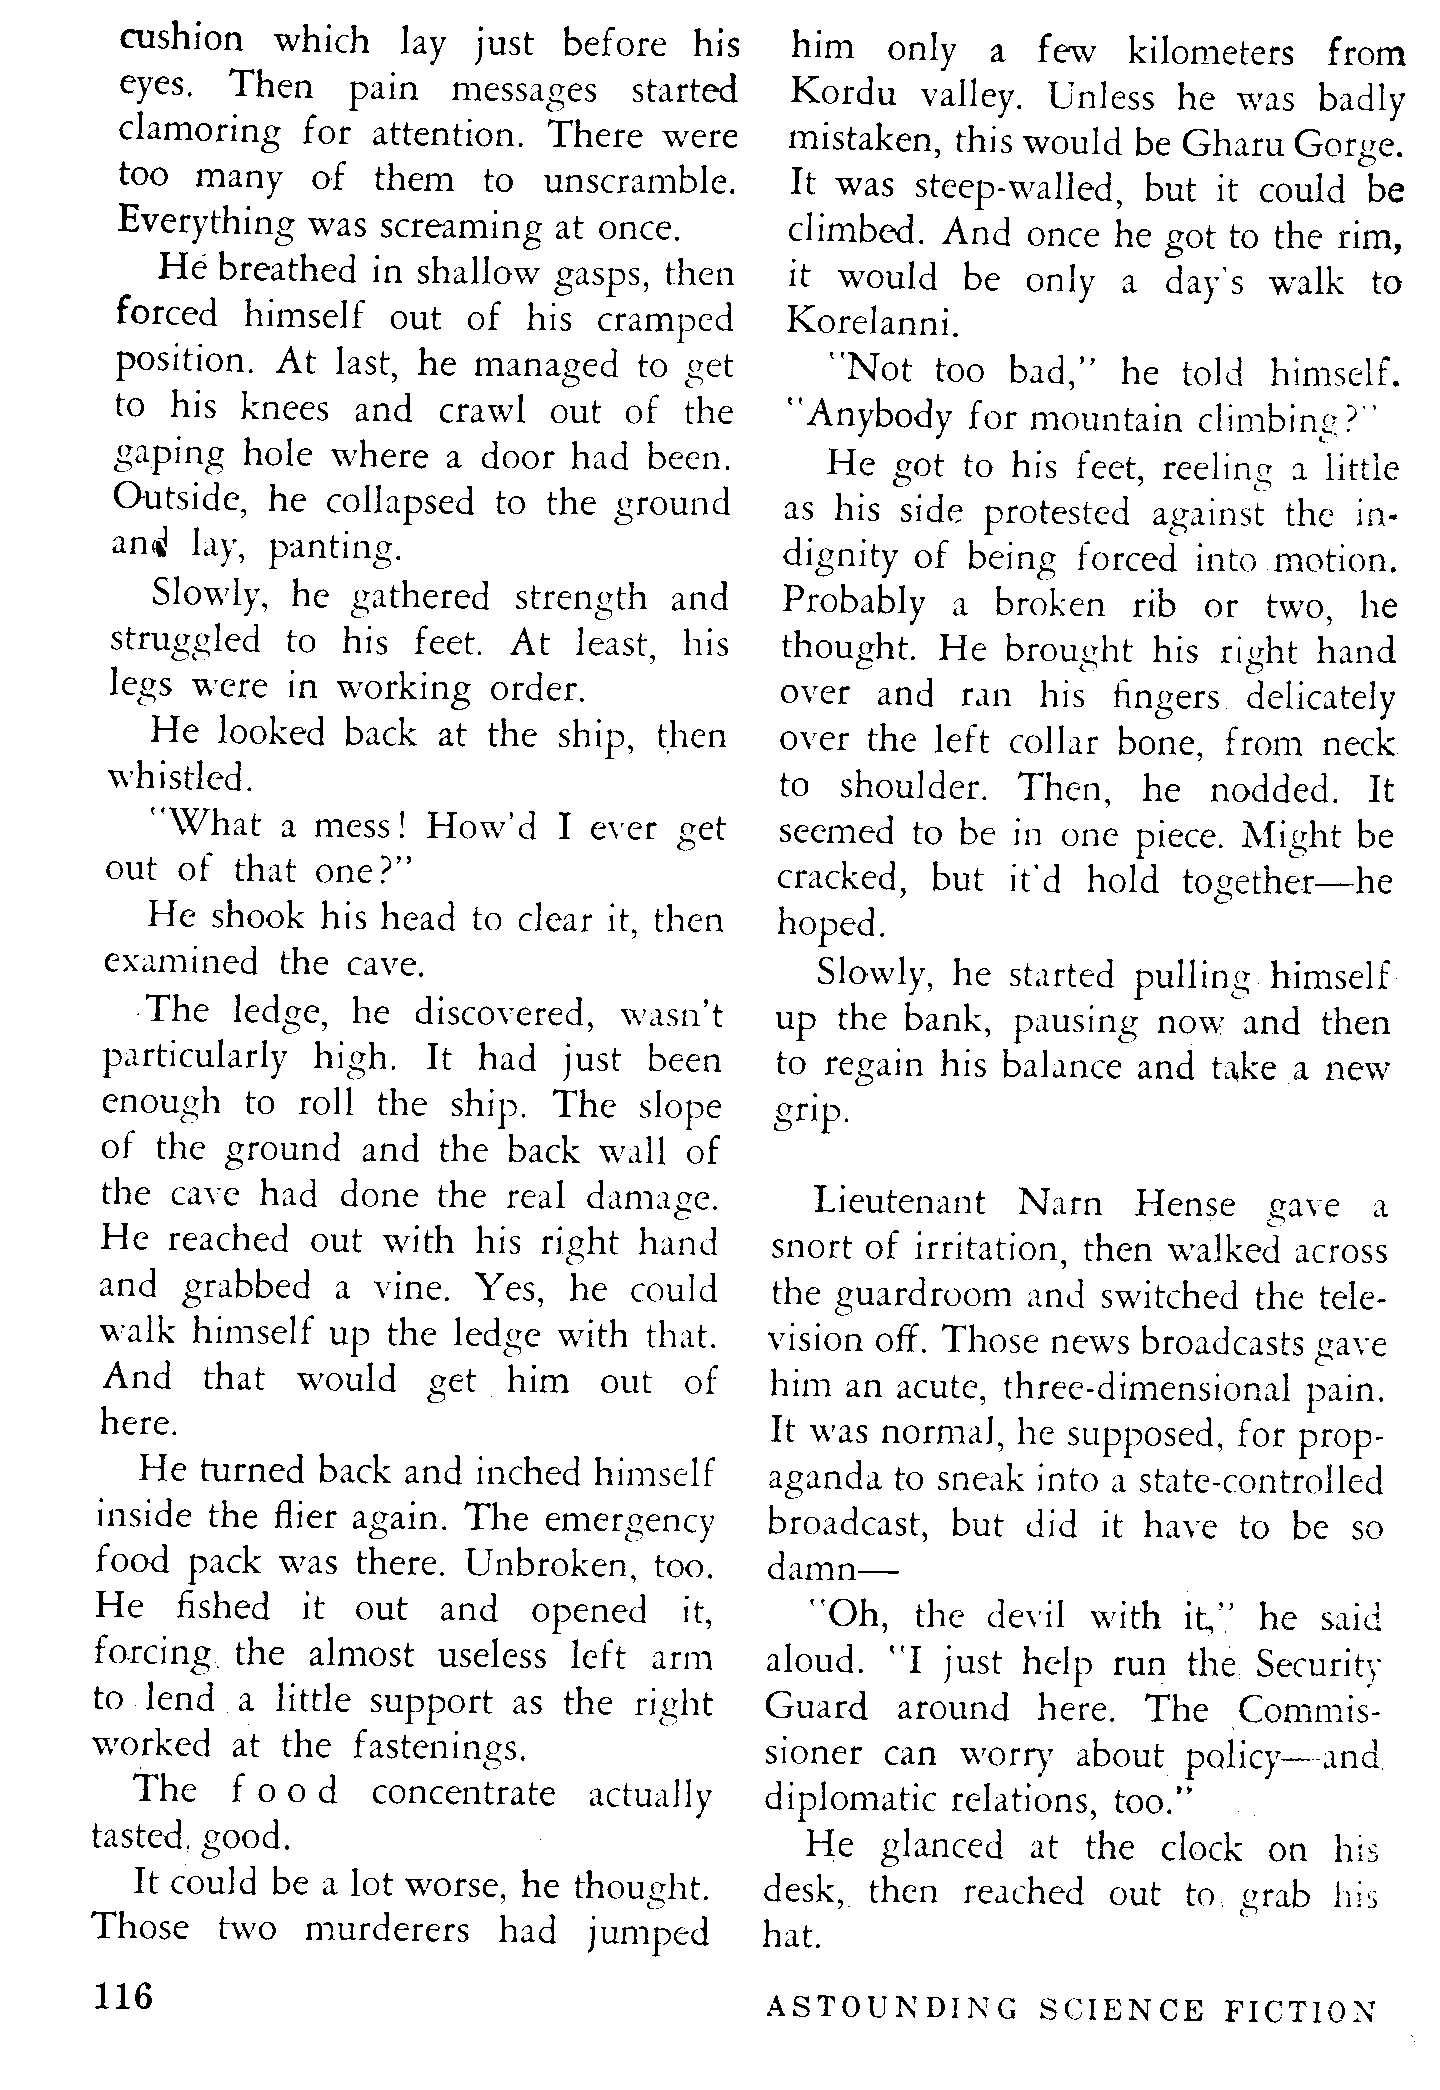 cushion which lay just before his
eyes. Then pain messages started
clamoring for attention. There were
too many of them to unscramble.
Everything was screaming at once.
He breathed in shallow gasps, then
forced himself out of his cramped
position. At last, he managed to get
to his knees and crawl out of the
gaping hole where a door had been.
Outside, he collapsed to the ground
and lay, panting.
Slowly, he gathered strength and
struggled to his feet. At least, his
legs were in working order.
He looked back at the ship, then
whistled.
"What a mess! How'd I ever get
out of that one?"
He shook his head to clear it, then
examined the cave.
The ledge, he discovered, wasn't
particularly high. It had just been
enough to roll the ship. The slope
of the ground and the back wall of
the cave had done the real damage.
He reached out with his right hand
and grabbed a vine. Yes, he could
walk himself up the ledge with that.
And that would get him out of
here.
He turned back and inched himself
inside the flier again. The emergency
food pack was there. Unbroken, too.
He fished it out and opened it,
forcing the almost useless left arm
to lend a little support as the right
worked at the fastenings.
The food concentrate actually
tasted good.
It could be a lot worse, he thought.
Those two murderers had jumped
him only a few kilometers from
Kordu valley. Unless he was badly
mistaken, this would be Gharu Gorge.
It was steep-walled, but it could be
climbed. And once he got to the rim,
it would be only a day's walk to
Korelanni.
"Not too bad," he told himself.
"Anybody for mountain climbing?"
He got to his feet, reeling a little
as his side protested against the in-
dignity of being forced into motion.
Probably a broken rib or two, he
thought. He brought his right hand
over and ran his fingers delicately
over the left collar bone, from neck
to shoulder. Then, he nodded. It
seemed to be in one piece. Might be
cracked, but it'd hold together—he
hoped.
Slowly, he started pulling himself
up the bank, pausing now and then
to regain his balance and take a new
grip.
Lieutenant Narn Hense gave a
snort of irritation, then walked across
the guardroom and switched the tele-
vision off. Those news broadcasts gave
him an acute, three-dimensional pain.
It was normal, he supposed, for prop-
aganda to sneak into a state-controlled
broadcast, but did it have to be so
damn—
"Oh, the devil with it," he said
aloud. "I just help run the Security
Guard around here. The Commis-
sioner can worry about policy—and
diplomatic relations, too."
He glanced at the clock on his
desk, then reached out to grab his
hat.
116
ASTOUNDING SCIENCE FICTION